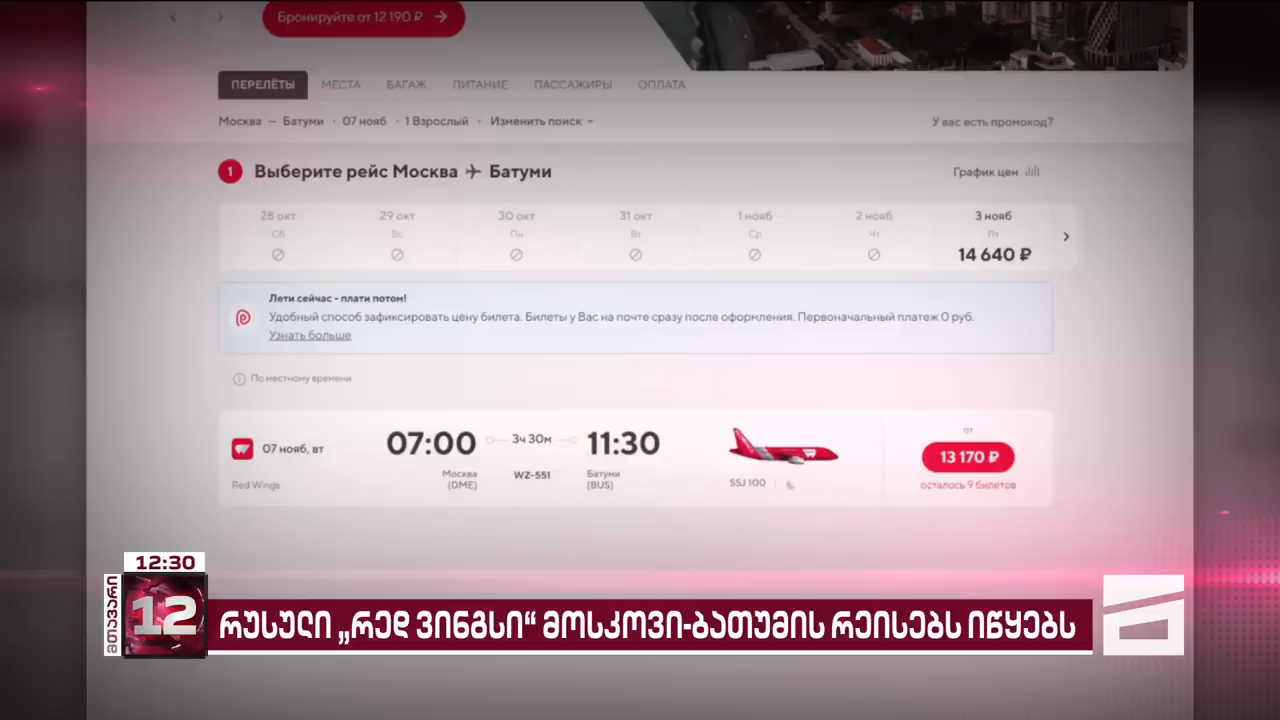 Бронируйте от 12 190 ₽ →
ПЕРЕЛЁТЫ МЕСТА БАГАЖ ПИТАНИЕ ПАССАЖИРЫ ОПЛАТА
Москва — Батуми · 07 нояб · 1 Взрослый · Изменить поиск
У вас есть промокод?
1 Выберите рейс Москва ✈ Батуми
График цен
28 окт 29 окт 30 окт 31 окт 1 нояб 2 нояб 3 нояб
Сб Вс Пн Вт Ср Чт Пт
14 640 ₽
Лети сейчас - плати потом!
Удобный способ зафиксировать цену билета. Билеты у Вас на почте сразу после оформления. Первоначальный платеж 0 руб.
Узнать больше
По местному времени
07 нояб, вт
Red Wings
07:00 3ч 30м 11:30
Москва WZ-551 Батуми
(DME) (BUS)
SSJ 100
от
13 170 ₽
осталось 9 билетов
12:30
მთავარი
12
რუსული „რედ ვინგსი“ მოსკოვი-ბათუმის რეისებს იწყებს